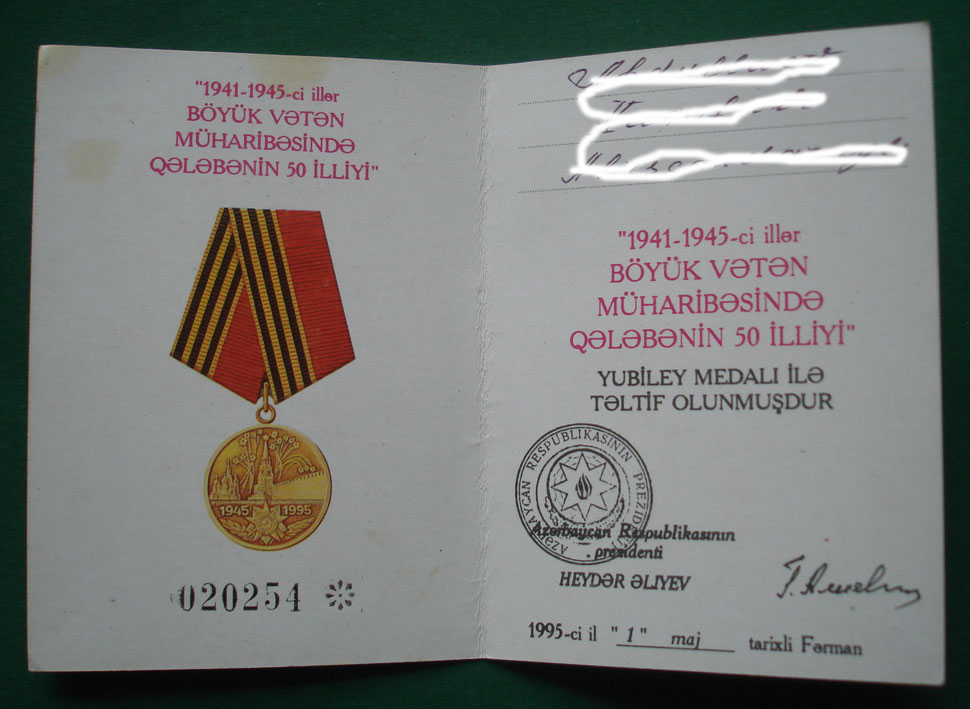 "1941-1945-ci illər
BÖYÜK VƏTƏN
MÜHARİBƏSİNDƏ
QƏLƏBƏNİN 50 İLLİYİ"
1945 1995
020254
"1941-1945-ci illər
BÖYÜK VƏTƏN
MÜHARİBƏSİNDƏ
QƏLƏBƏNİN 50 İLLİYİ"
YUBİLEY MEDALI İLƏ
TƏLTİF OLUNMUŞDUR
AZƏRBAYCAN RESPUBLİKASININ PREZİDENTİ
Azərbaycan Respublikasının
prezidenti
HEYDƏR ƏLIYEV
1995-ci il "1" maj tarixli Fərman